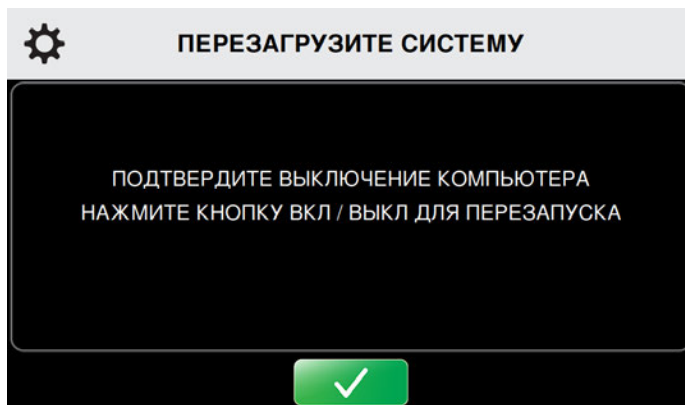 ПЕРЕЗАГРУЗИТЕ СИСТЕМУ
ПОДТВЕРДИТЕ ВЫКЛЮЧЕНИЕ КОМПЬЮТЕРА
НАЖМИТЕ КНОПКУ ВКЛ / ВЫКЛ ДЛЯ ПЕРЕЗАПУСКА